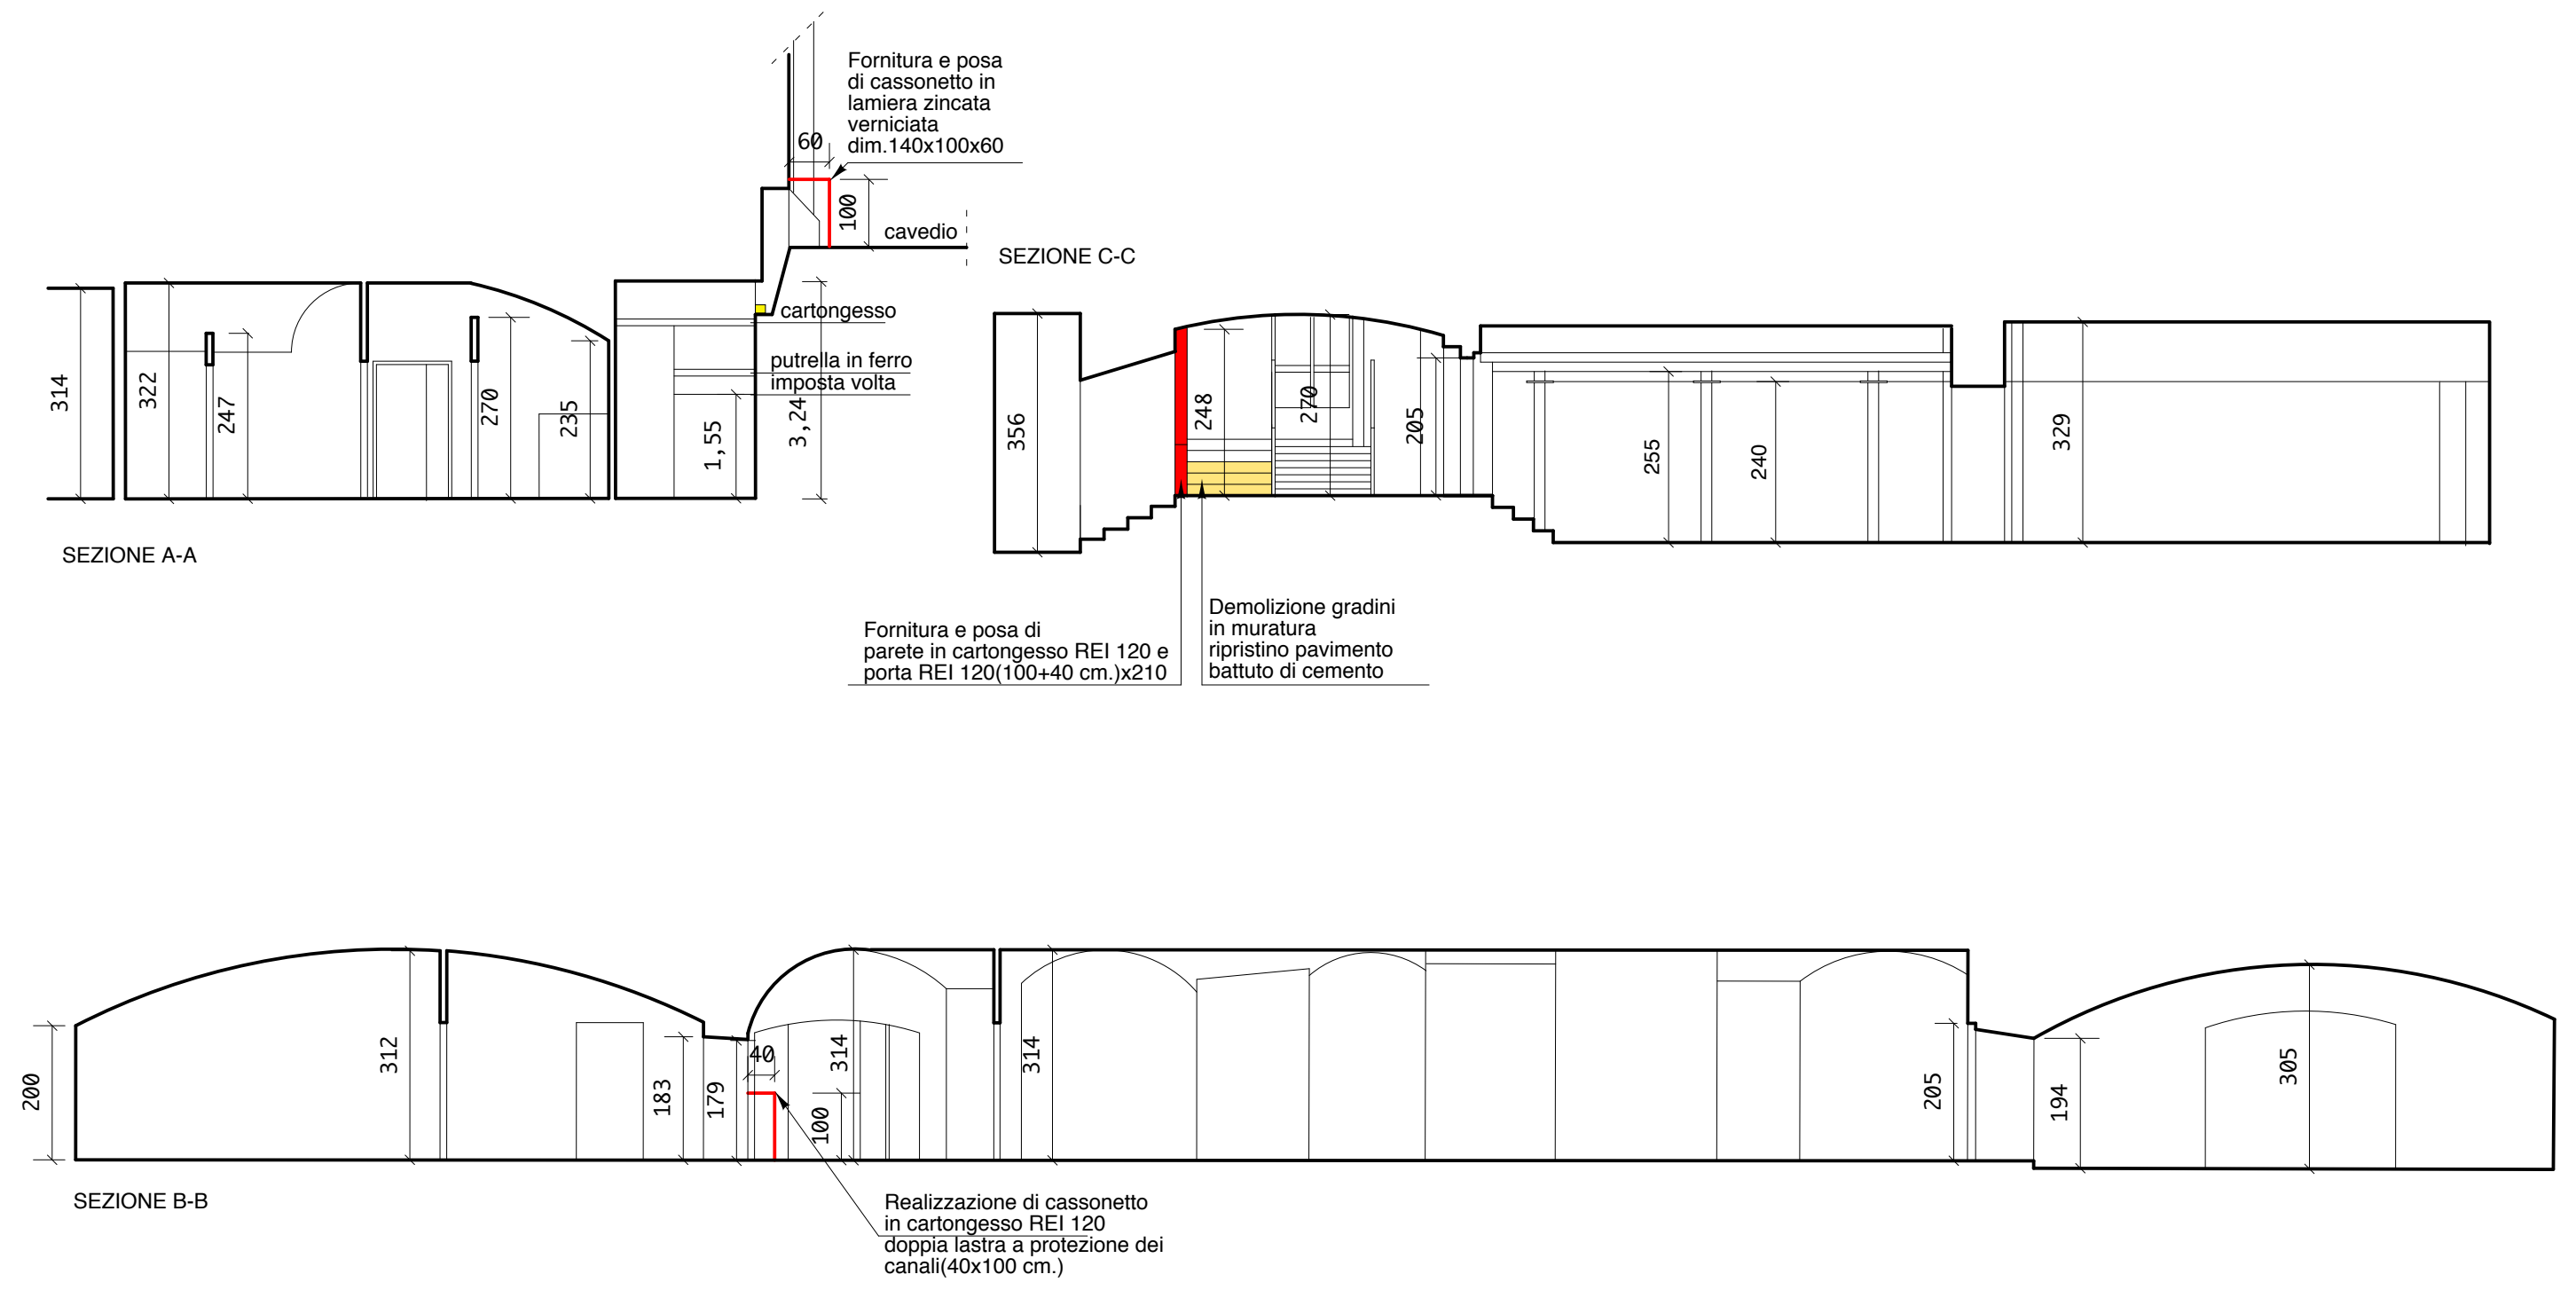 Fornitura e posa
di cassonetto in
lamiera zincata
verniciata
dim.140x100x60
60
100
cavedio
cartongesso
putrella in ferro
imposta volta
314
322
247
270
235
1,55
3,24
SEZIONE A-A
SEZIONE C-C
356
248
270
205
255
240
329
Fornitura e posa di
parete in cartongesso REI 120 e
porta REI 120(100+40 cm.)x210
Demolizione gradini
in muratura
ripristino pavimento
battuto di cemento
200
312
183
179
40
314
100
314
205
194
305
SEZIONE B-B
Realizzazione di cassonetto
in cartongesso REI 120
doppia lastra a protezione dei
canali(40x100 cm.)